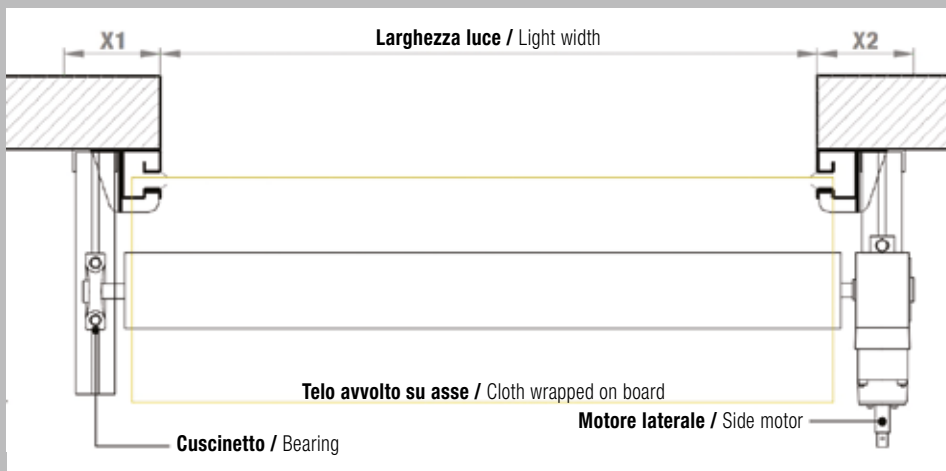 X1
Larghezza luce / Light width
X2
Telo avvolto su asse / Cloth wrapped on board
Motore laterale / Side motor
Cuscinetto / Bearing